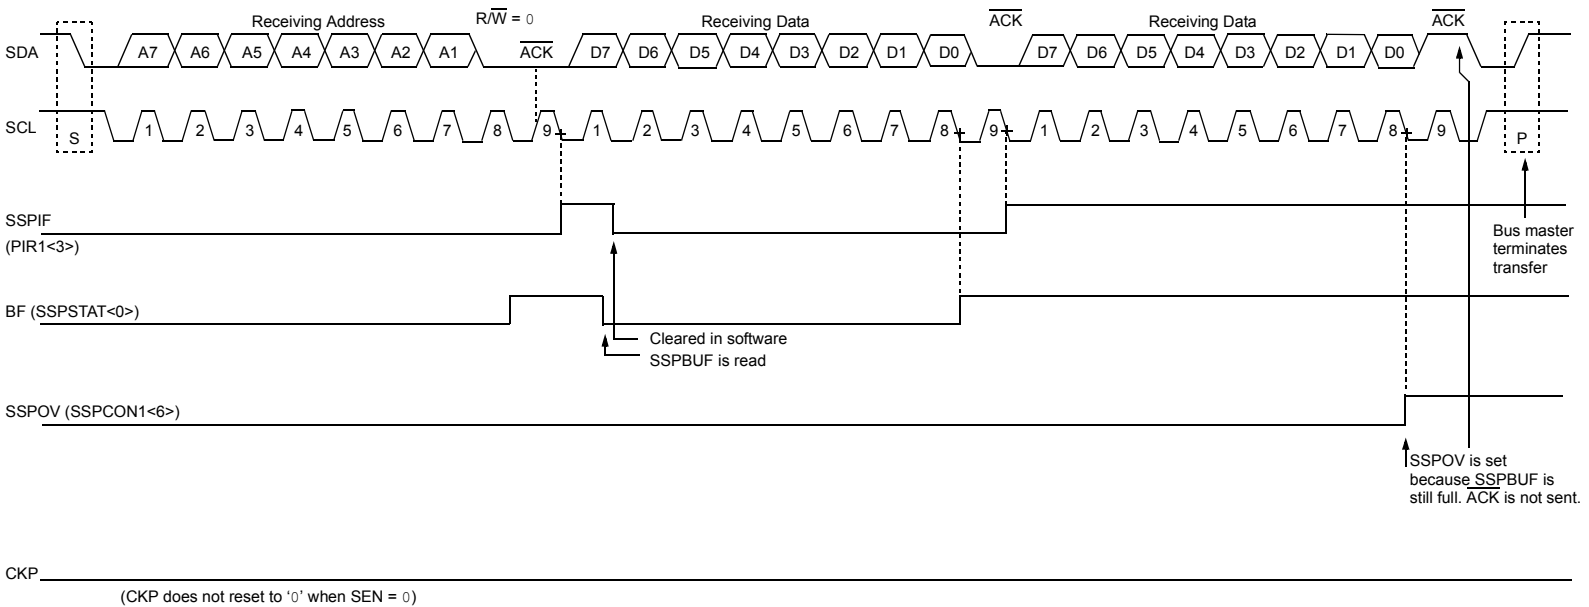 Receiving Address R/W = 0 Receiving Data ACK Receiving Data ACK
SDA A7 A6 A5 A4 A3 A2 A1 ACK D7 D6 D5 D4 D3 D2 D1 D0 D7 D6 D5 D4 D3 D2 D1 D0
SCL S 1 2 3 4 5 6 7 8 9 1 2 3 4 5 6 7 8 9 1 2 3 4 5 6 7 8 9 P
SSPIF
(PIR1<3>)
Bus master
terminates
transfer
BF (SSPSTAT<0>)
Cleared in software
SSPBUF is read
SSPOV (SSPCON1<6>)
SSPOV is set
because SSPBUF is
still full. ACK is not sent.
CKP
(CKP does not reset to ‘0’ when SEN = 0)